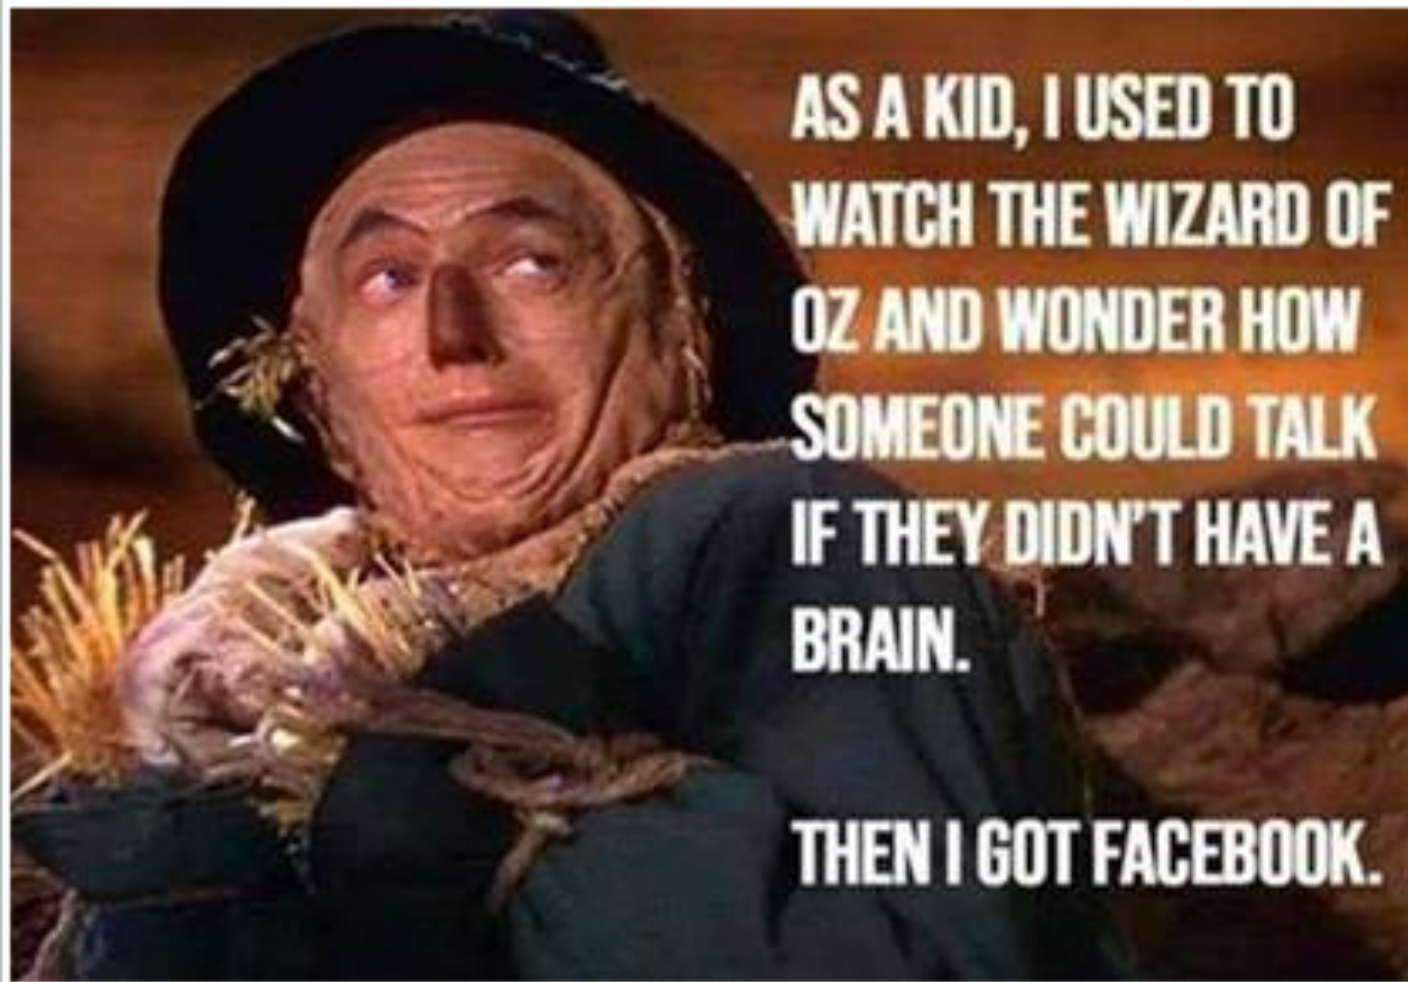 AS A KID, I USED TO
WATCH THE WIZARD OF
OZ AND WONDER HOW
SOMEONE COULD TALK
IF THEY DIDN'T HAVE A
BRAIN.
THEN I GOT FACEBOOK.